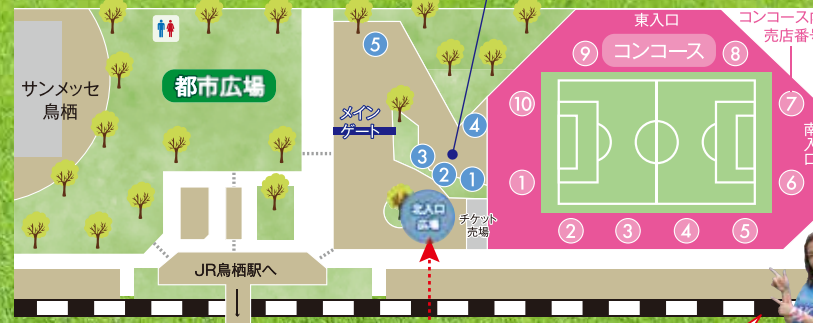 東入口
コンコース
売店番号
⑨
コンコース
⑧
⑤
サンメッセ
鳥栖
都市広場
メイン
ゲート
⑩
⑦
④
南入口
③
②
①
①
⑥
北入口
広場
チケット
売場
②
③
④
⑤
JR鳥栖駅へ